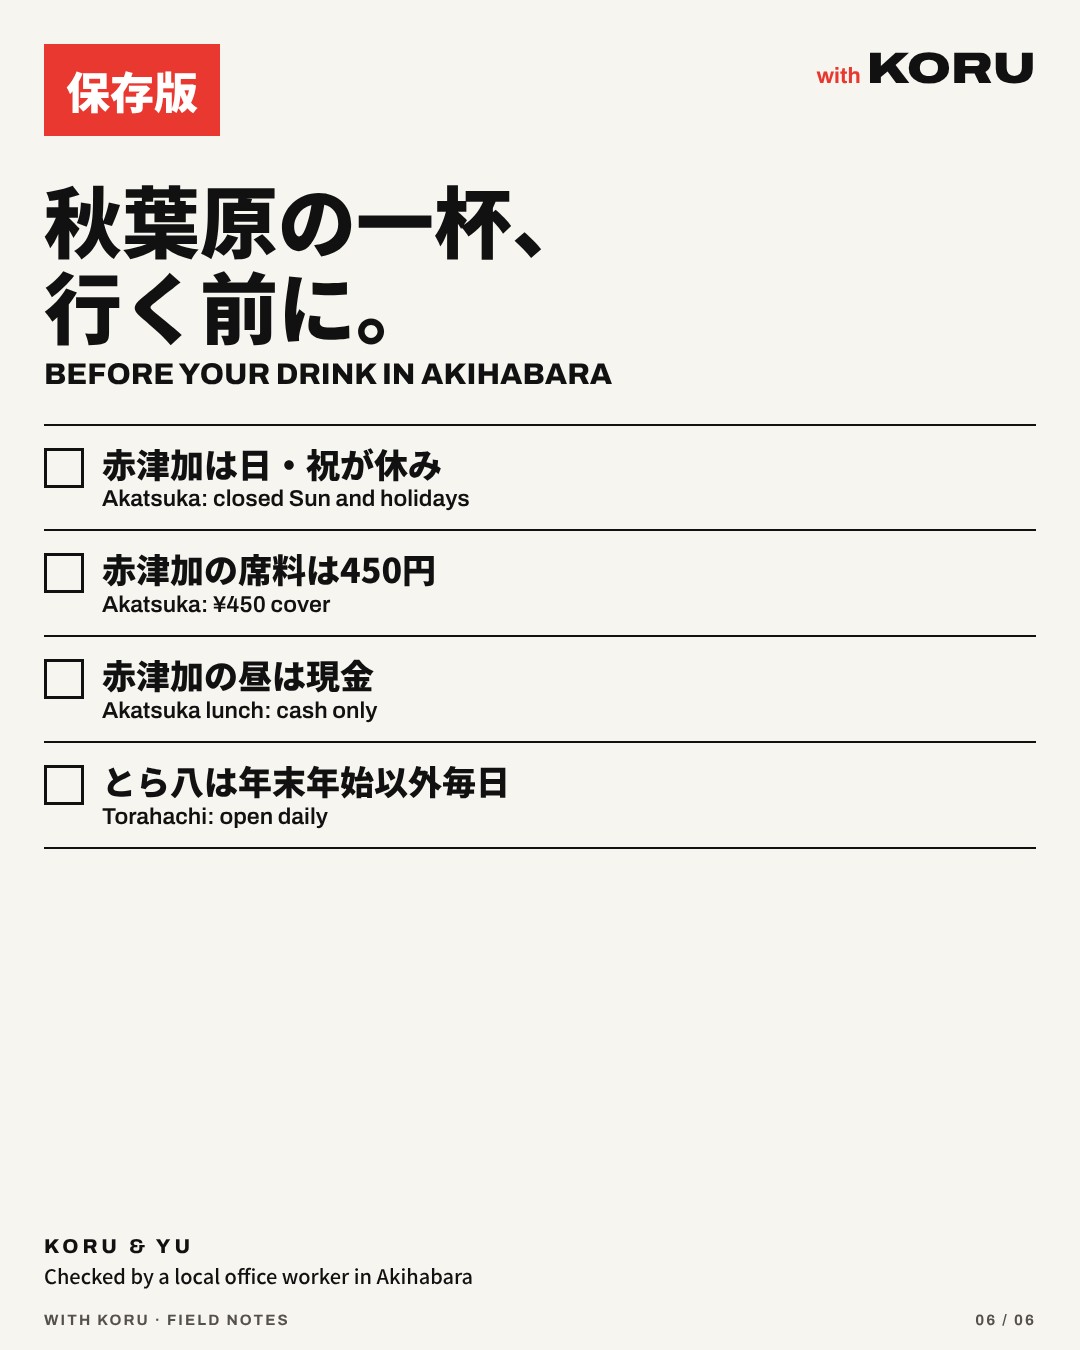 保存版
with KORU
秋葉原の一杯、
行く前に。
BEFORE YOUR DRINK IN AKIHABARA
赤津加は日・祝が休み
Akatsuka: closed Sun and holidays
赤津加の席料は450円
Akatsuka: ¥450 cover
赤津加の昼は現金
Akatsuka lunch: cash only
とら八は年末年始以外毎日
Torahachi: open daily
KORU & YU
Checked by a local office worker in Akihabara
WITH KORU · FIELD NOTES
06 / 06